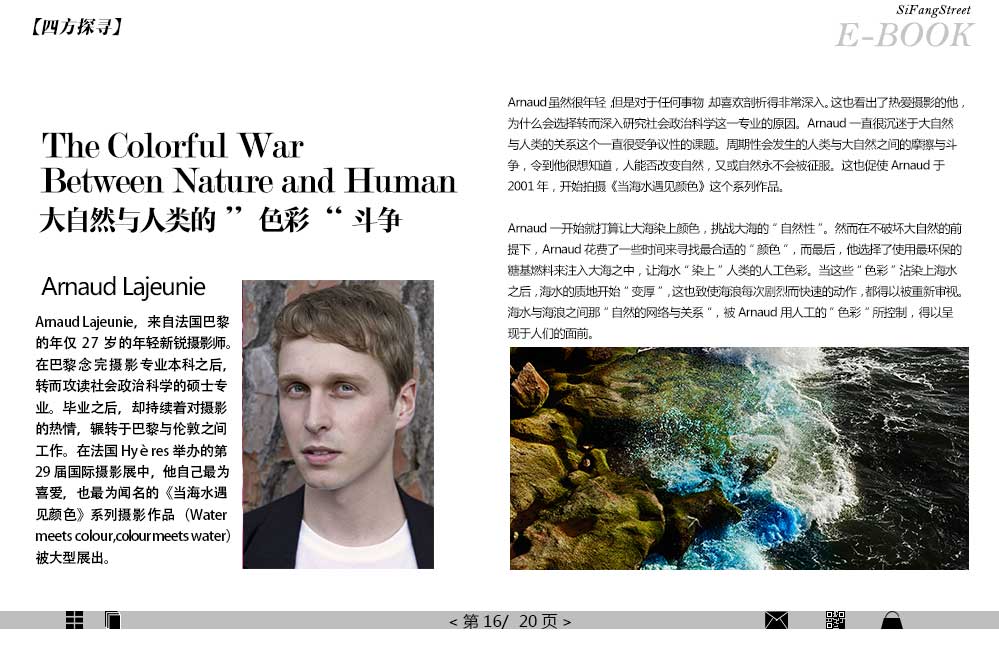 【四方探寻】
SiFangStreet
E-BOOK
The Colorful War
Between Nature and Human
大自然与人类的 ” 色彩 “ 斗争
Arnaud Lajeunie
Arnaud Lajeunie，来自法国巴黎
的年仅 27 岁的年轻新锐摄影师。
在巴黎念完摄影专业本科之后，
转而攻读社会政治科学的硕士专
业。毕业之后，却持续着对摄影
的热情，辗转于巴黎与伦敦之间
工作。在法国 Hy è res 举办的第
29 届国际摄影展中，他自己最为
喜爱，也最为闻名的《当海水遇
见颜色》系列摄影作品（Water
meets colour,colour meets water）
被大型展出。
Arnaud 虽然很年轻 ,但是对于任何事物 ,却喜欢剖析得非常深入。这也看出了热爱摄影的他，
为什么会选择转而深入研究社会政治科学这一专业的原因。Arnaud 一直很沉迷于大自然
与人类的关系这个一直很受争议性的课题。周期性会发生的人类与大自然之间的摩擦与斗
争，令到他很想知道，人能否改变自然，又或自然永不会被征服。这也促使 Arnaud 于
2001 年，开始拍摄《当海水遇见颜色》这个系列作品。
Arnaud 一开始就打算让大海染上颜色，挑战大海的 “ 自然性 ”。然而在不破坏大自然的前
提下，Arnaud 花费了一些时间来寻找最合适的 “ 颜色 ”，而最后，他选择了使用最环保的
糖基燃料来注入大海之中，让海水 “ 染上 ” 人类的人工色彩。当这些 “ 色彩 ” 沾染上海水
之后，海水的质地开始 “ 变厚 ”，这也致使海浪每次剧烈而快速的动作，都得以被重新审视。
海水与海浪之间那 “ 自然的网络与关系 “，被 Arnaud 用人工的 “ 色彩 ” 所控制，得以呈
现于人们的面前。
< 第 16/ 20 页 >